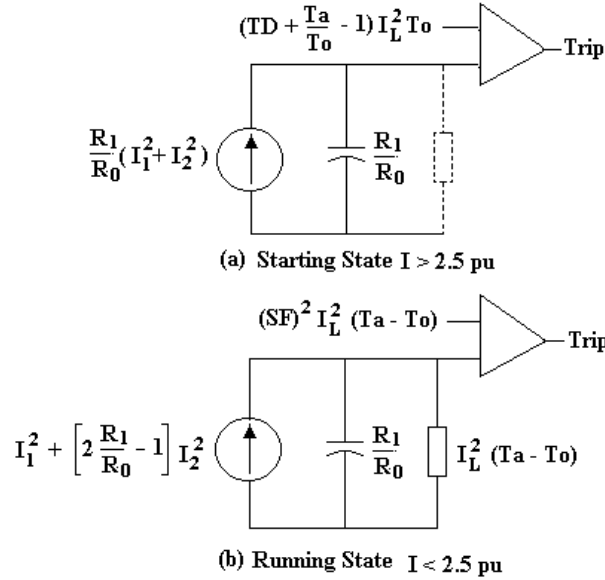 (TD + Ta/To - 1) I_L^2 To
Trip
R1/R0 (I1^2 + I2^2)
R1/R0
(a) Starting State I > 2.5 pu
(SF)^2 I_L^2 (Ta - To)
Trip
I1^2 + [2 R1/R0 - 1] I2^2
R1/R0
I_L^2 (Ta - To)
(b) Running State I < 2.5 pu